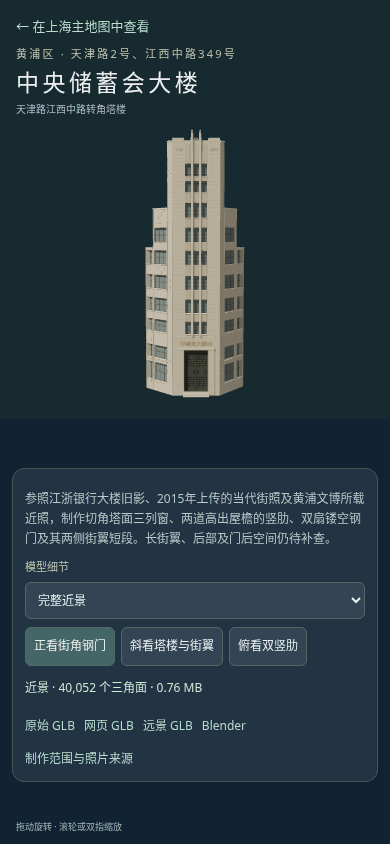 ← 在上海主地图中查看
黄浦区 · 天津路2号、江西中路349号
中央储蓄会大楼
天津路江西中路转角塔楼
参照江浙银行大楼旧影、2015年上传的当代街照及黄浦文博所载
近照，制作切角塔面三列窗、两道高出屋檐的竖肋、双扇镂空钢
门及其两侧街翼短段。长街翼、后部及门后空间仍待补查。
模型细节
完整近景
正看街角钢门 斜看塔楼与街翼 俯看双竖肋
近景 · 40,052 个三角面 · 0.76 MB
原始 GLB 网页 GLB 远景 GLB Blender
制作范围与照片来源
拖动旋转 · 滚轮或双指缩放